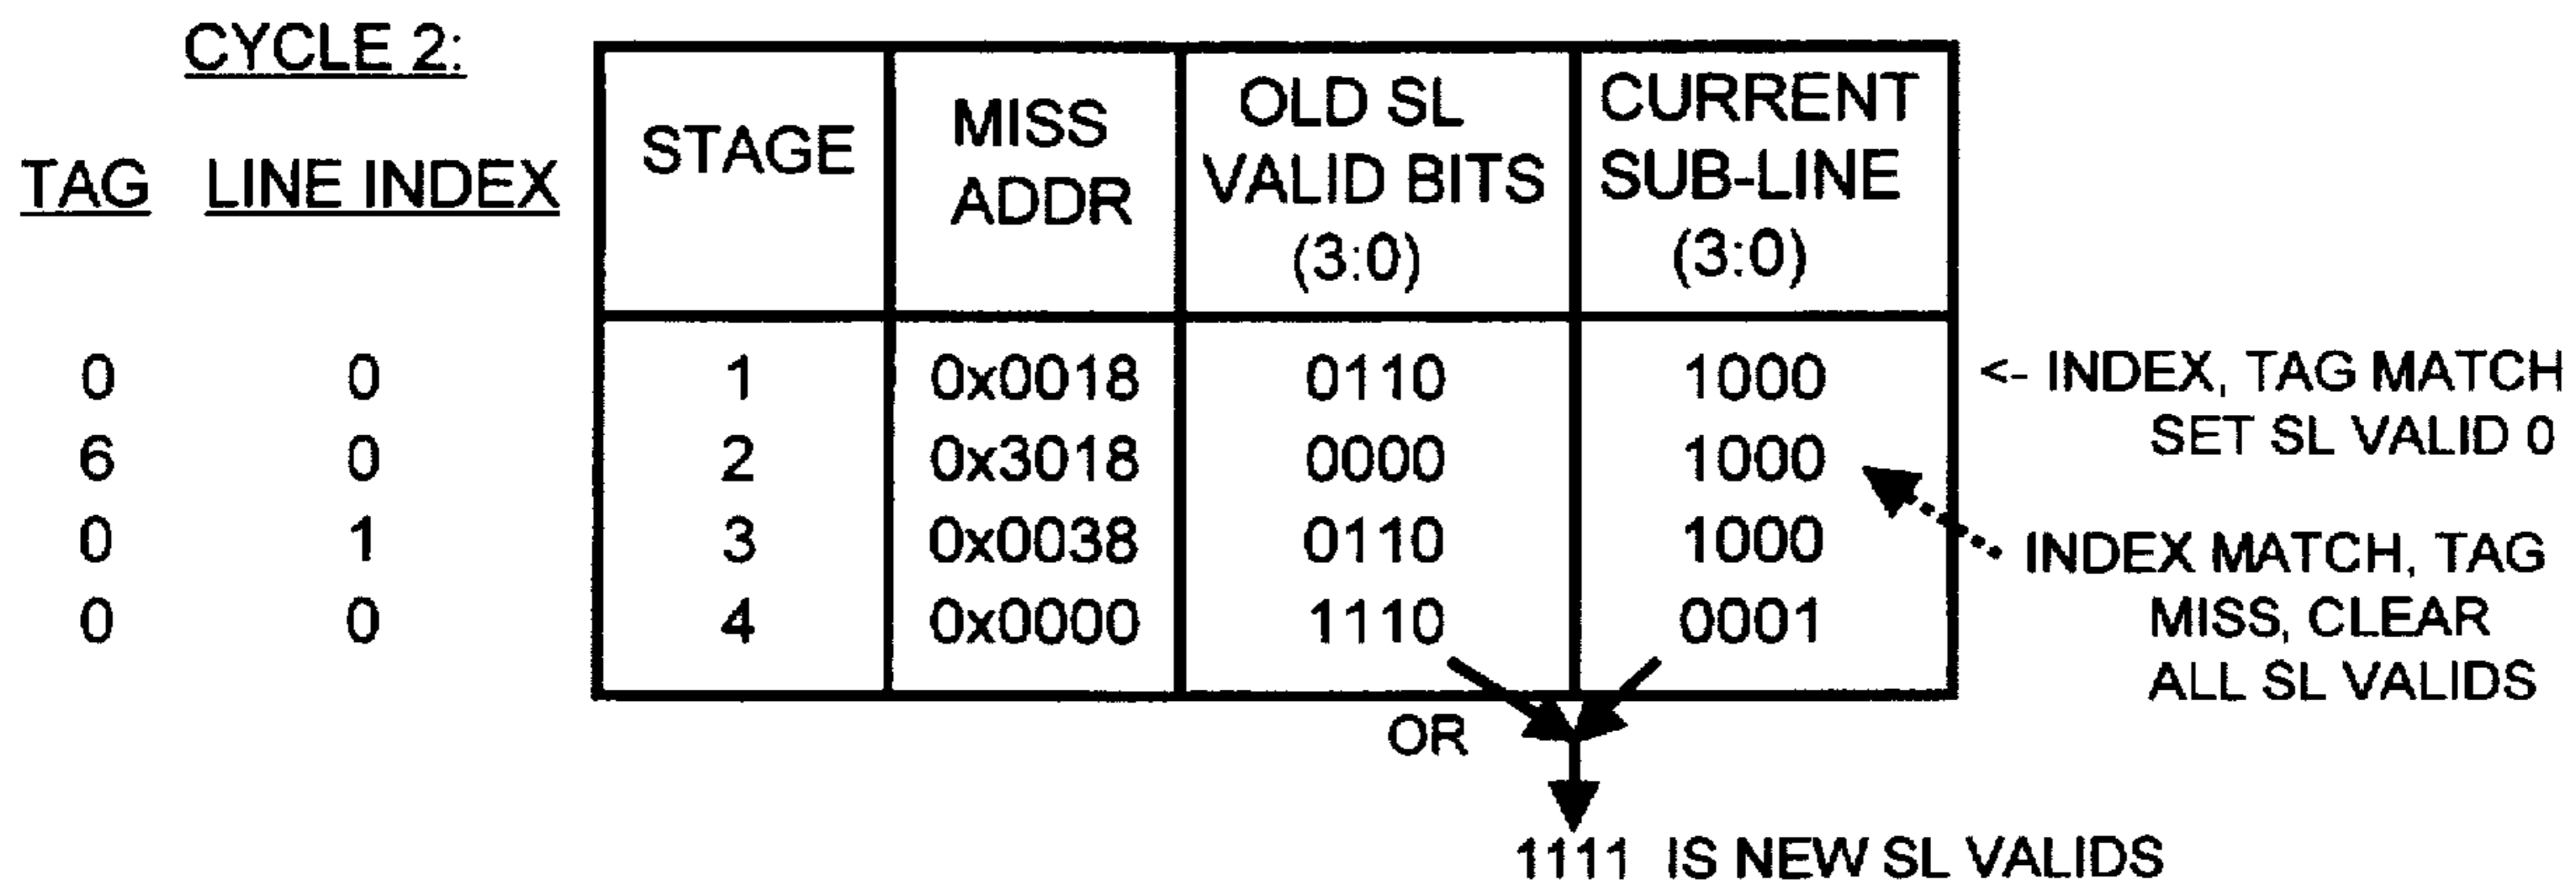 CYCLE 2:
TAG LINE INDEX
STAGE
MISS
ADDR
OLD SL
VALID BITS
(3:0)
CURRENT
SUB-LINE
(3:0)
0 0 1 0x0018 0110 1000 <- INDEX, TAG MATCH
SET SL VALID 0
6 0 2 0x3018 0000 1000
0 1 3 0x0038 0110 1000
INDEX MATCH, TAG
MISS, CLEAR
ALL SL VALIDS
0 0 4 0x0000 1110 0001
OR
1111 IS NEW SL VALIDS